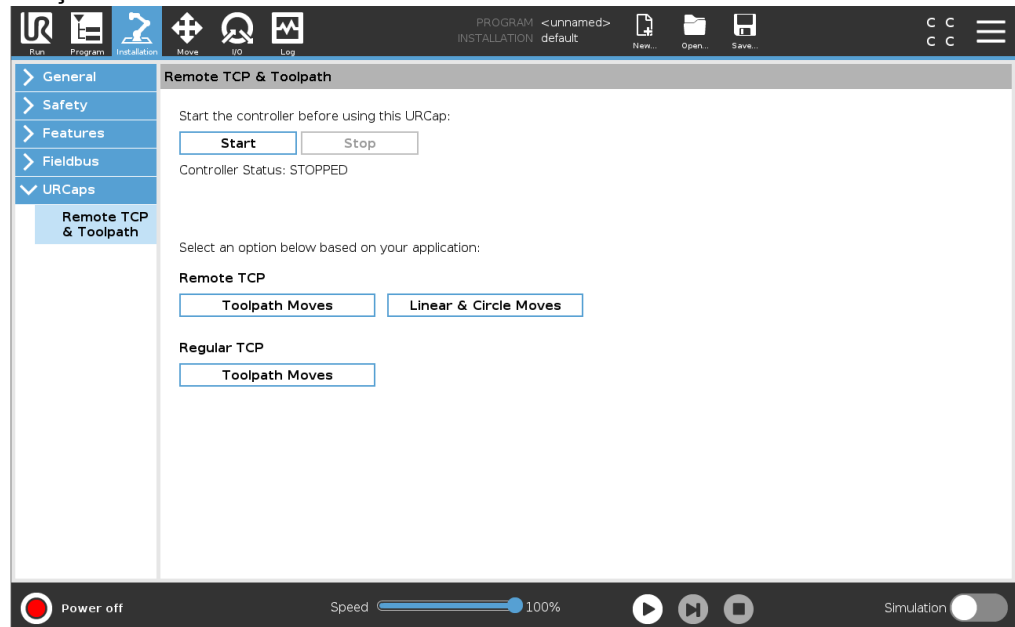 UR
PROGRAM <unnamed>
INSTALLATION default
C C
C C
Run Program Installation Move I/O Log New... Open... Save...
General
Safety
Features
Fieldbus
URCaps
Remote TCP
& Toolpath
Remote TCP & Toolpath
Start the controller before using this URCap:
Start Stop
Controller Status: STOPPED
Select an option below based on your application:
Remote TCP
Toolpath Moves Linear & Circle Moves
Regular TCP
Toolpath Moves
Power off Speed 100% Simulation